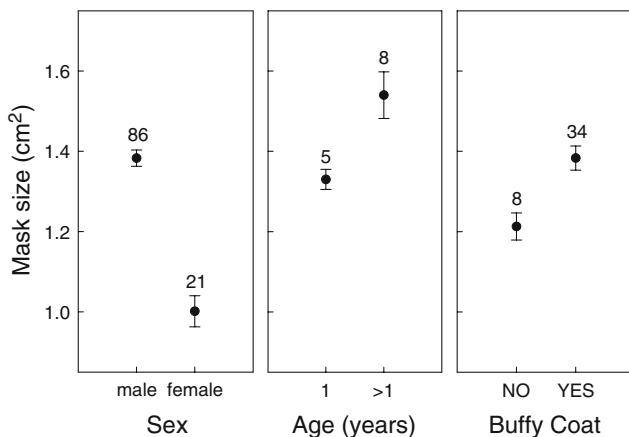 Mask size (cm²)
1.6
1.4
1.2
1.0
86
21
male female
Sex
5
8
1 >1
Age (years)
8
34
NO YES
Buffy Coat